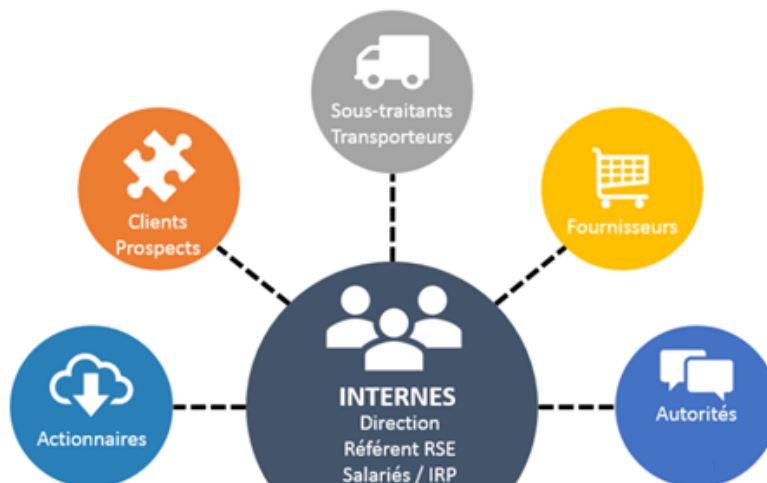 Sous-traitants
Transporteurs
Clients
Prospects
Fournisseurs
Actionnaires
INTERNES
Direction
Référent RSE
Salariés / IRP
Autorités